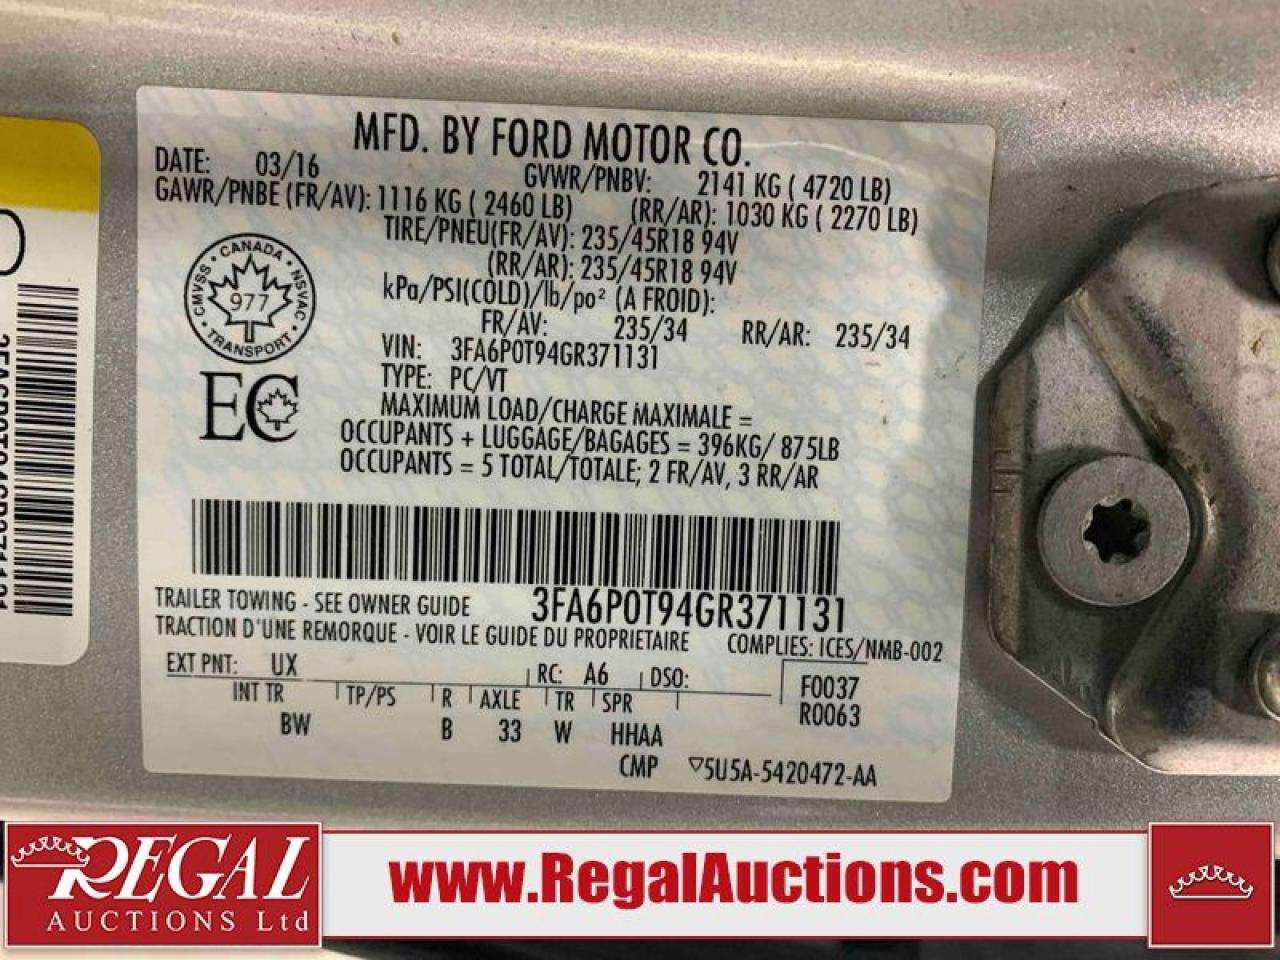 MFD. BY FORD MOTOR CO.
DATE: 03/16 GVWR/PNBV: 2141 KG ( 4720 LB)
GAWR/PNBE (FR/AV): 1116 KG ( 2460 LB) (RR/AR): 1030 KG ( 2270 LB)
TIRE/PNEU(FR/AV): 235/45R18 94V
(RR/AR): 235/45R18 94V
kPa/PSI(COLD)/lb/po² (A FROID):
FR/AV: 235/34 RR/AR: 235/34
VIN: 3FA6P0T94GR371131
TYPE: PC/VT
MAXIMUM LOAD/CHARGE MAXIMALE =
OCCUPANTS + LUGGAGE/BAGAGES = 396KG/ 875LB
OCCUPANTS = 5 TOTAL/TOTALE; 2 FR/AV, 3 RR/AR
CANADA
CMVSS • NSVAC
977
TRANSPORT
EC
3FA6P0T94GR371131
TRAILER TOWING - SEE OWNER GUIDE
TRACTION D'UNE REMORQUE - VOIR LE GUIDE DU PROPRIETAIRE
COMPLIES: ICES/NMB-002
EXT PNT: UX RC: A6 DSO:
F0037
R0063
INT TR TP/PS R AXLE TR SPR
BW B 33 W HHAA
CMP ▽5U5A-5420472-AA
REGAL
AUCTIONS Ltd
www.RegalAuctions.com